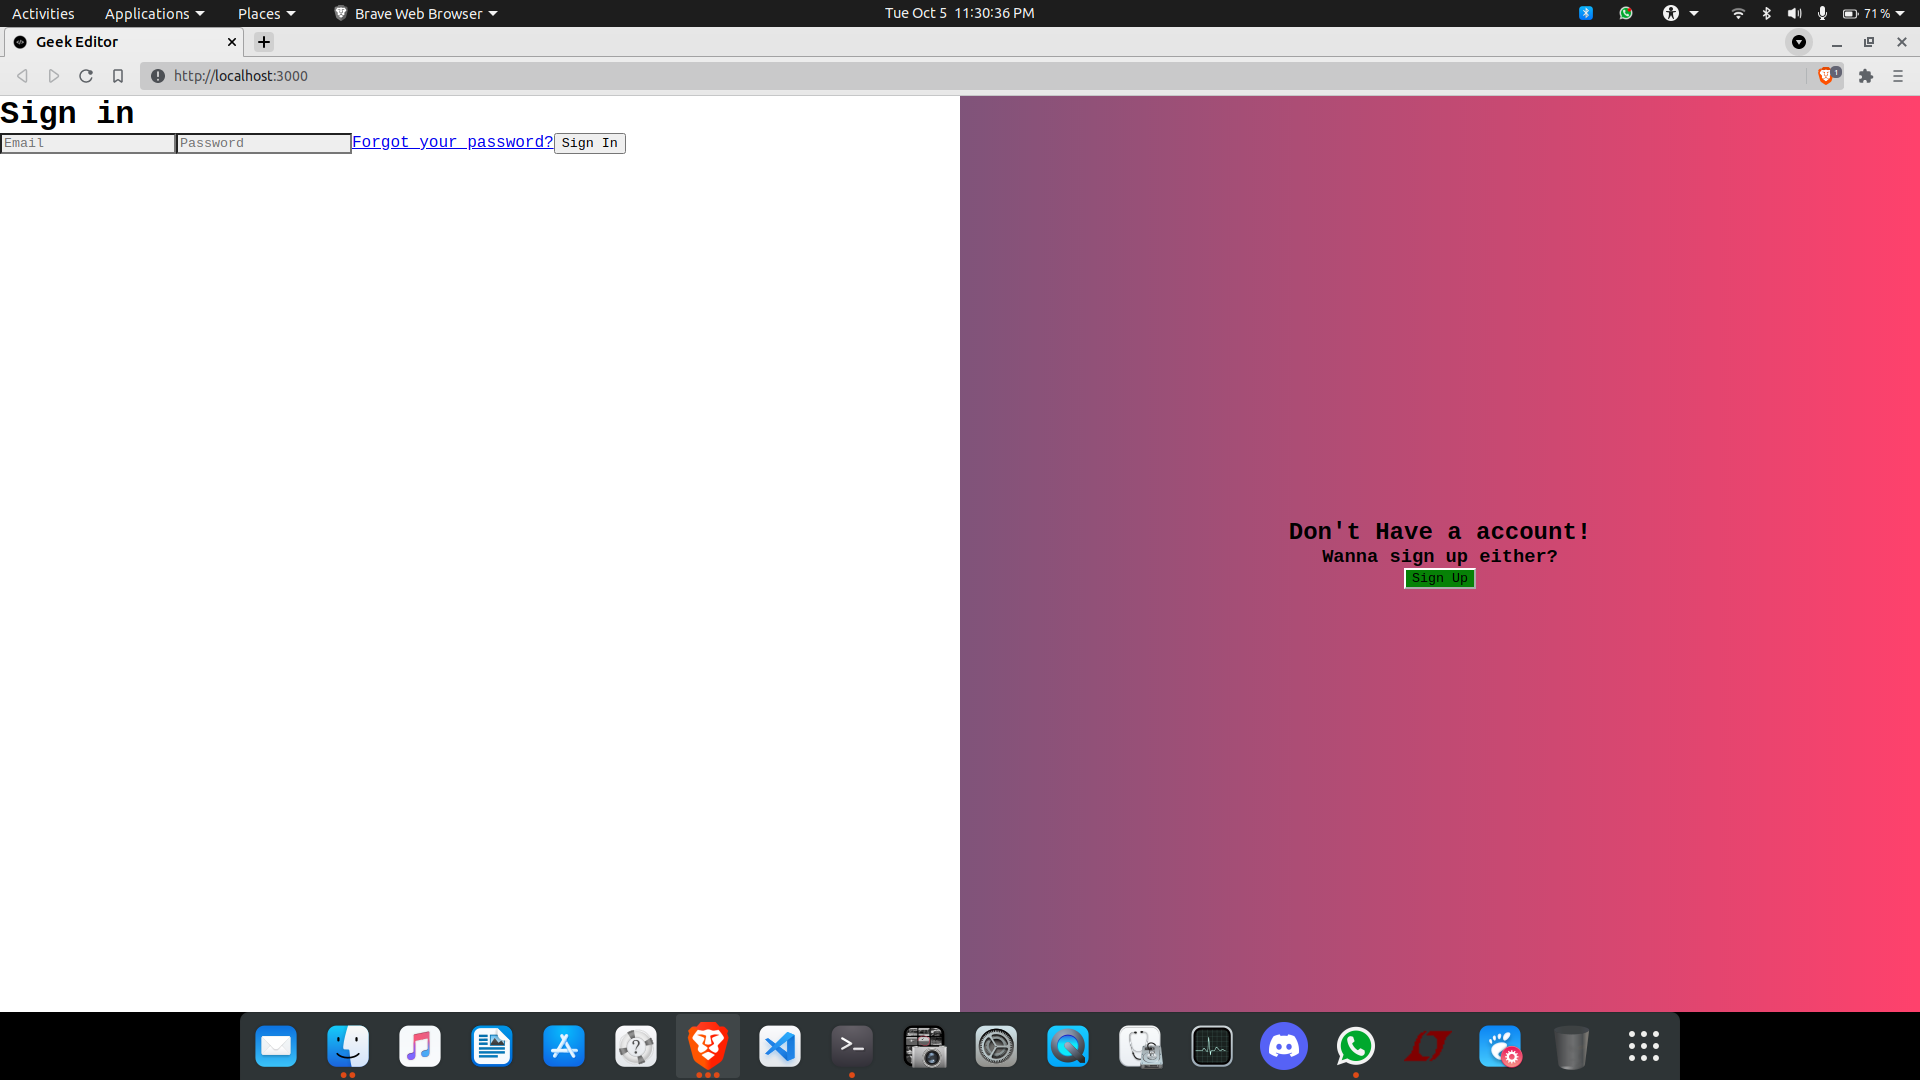 Activities Applications Places Brave Web Browser Tue Oct 5 11:30:36 PM 71 %
Geek Editor
http://localhost:3000 1
Sign in
Email Password Forgot your password? Sign In
Don't Have a account!
Wanna sign up either?
Sign Up